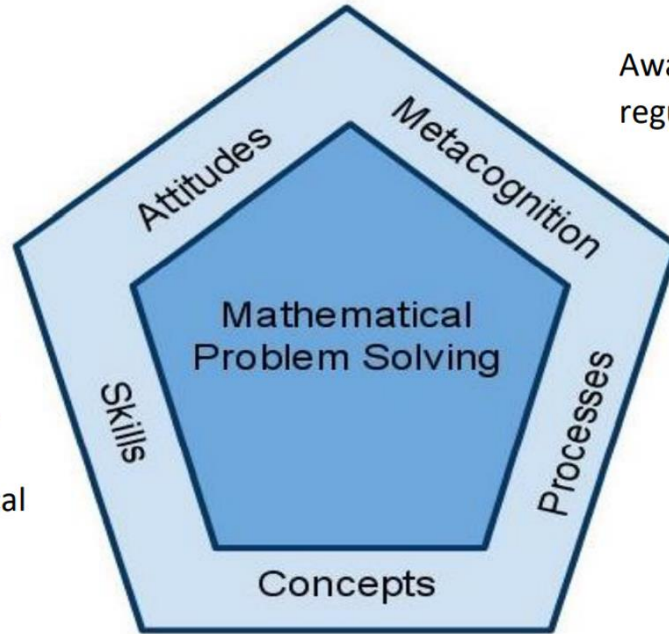 Attitudes
Metacognition
Mathematical
Problem Solving
Skills
Processes
Concepts